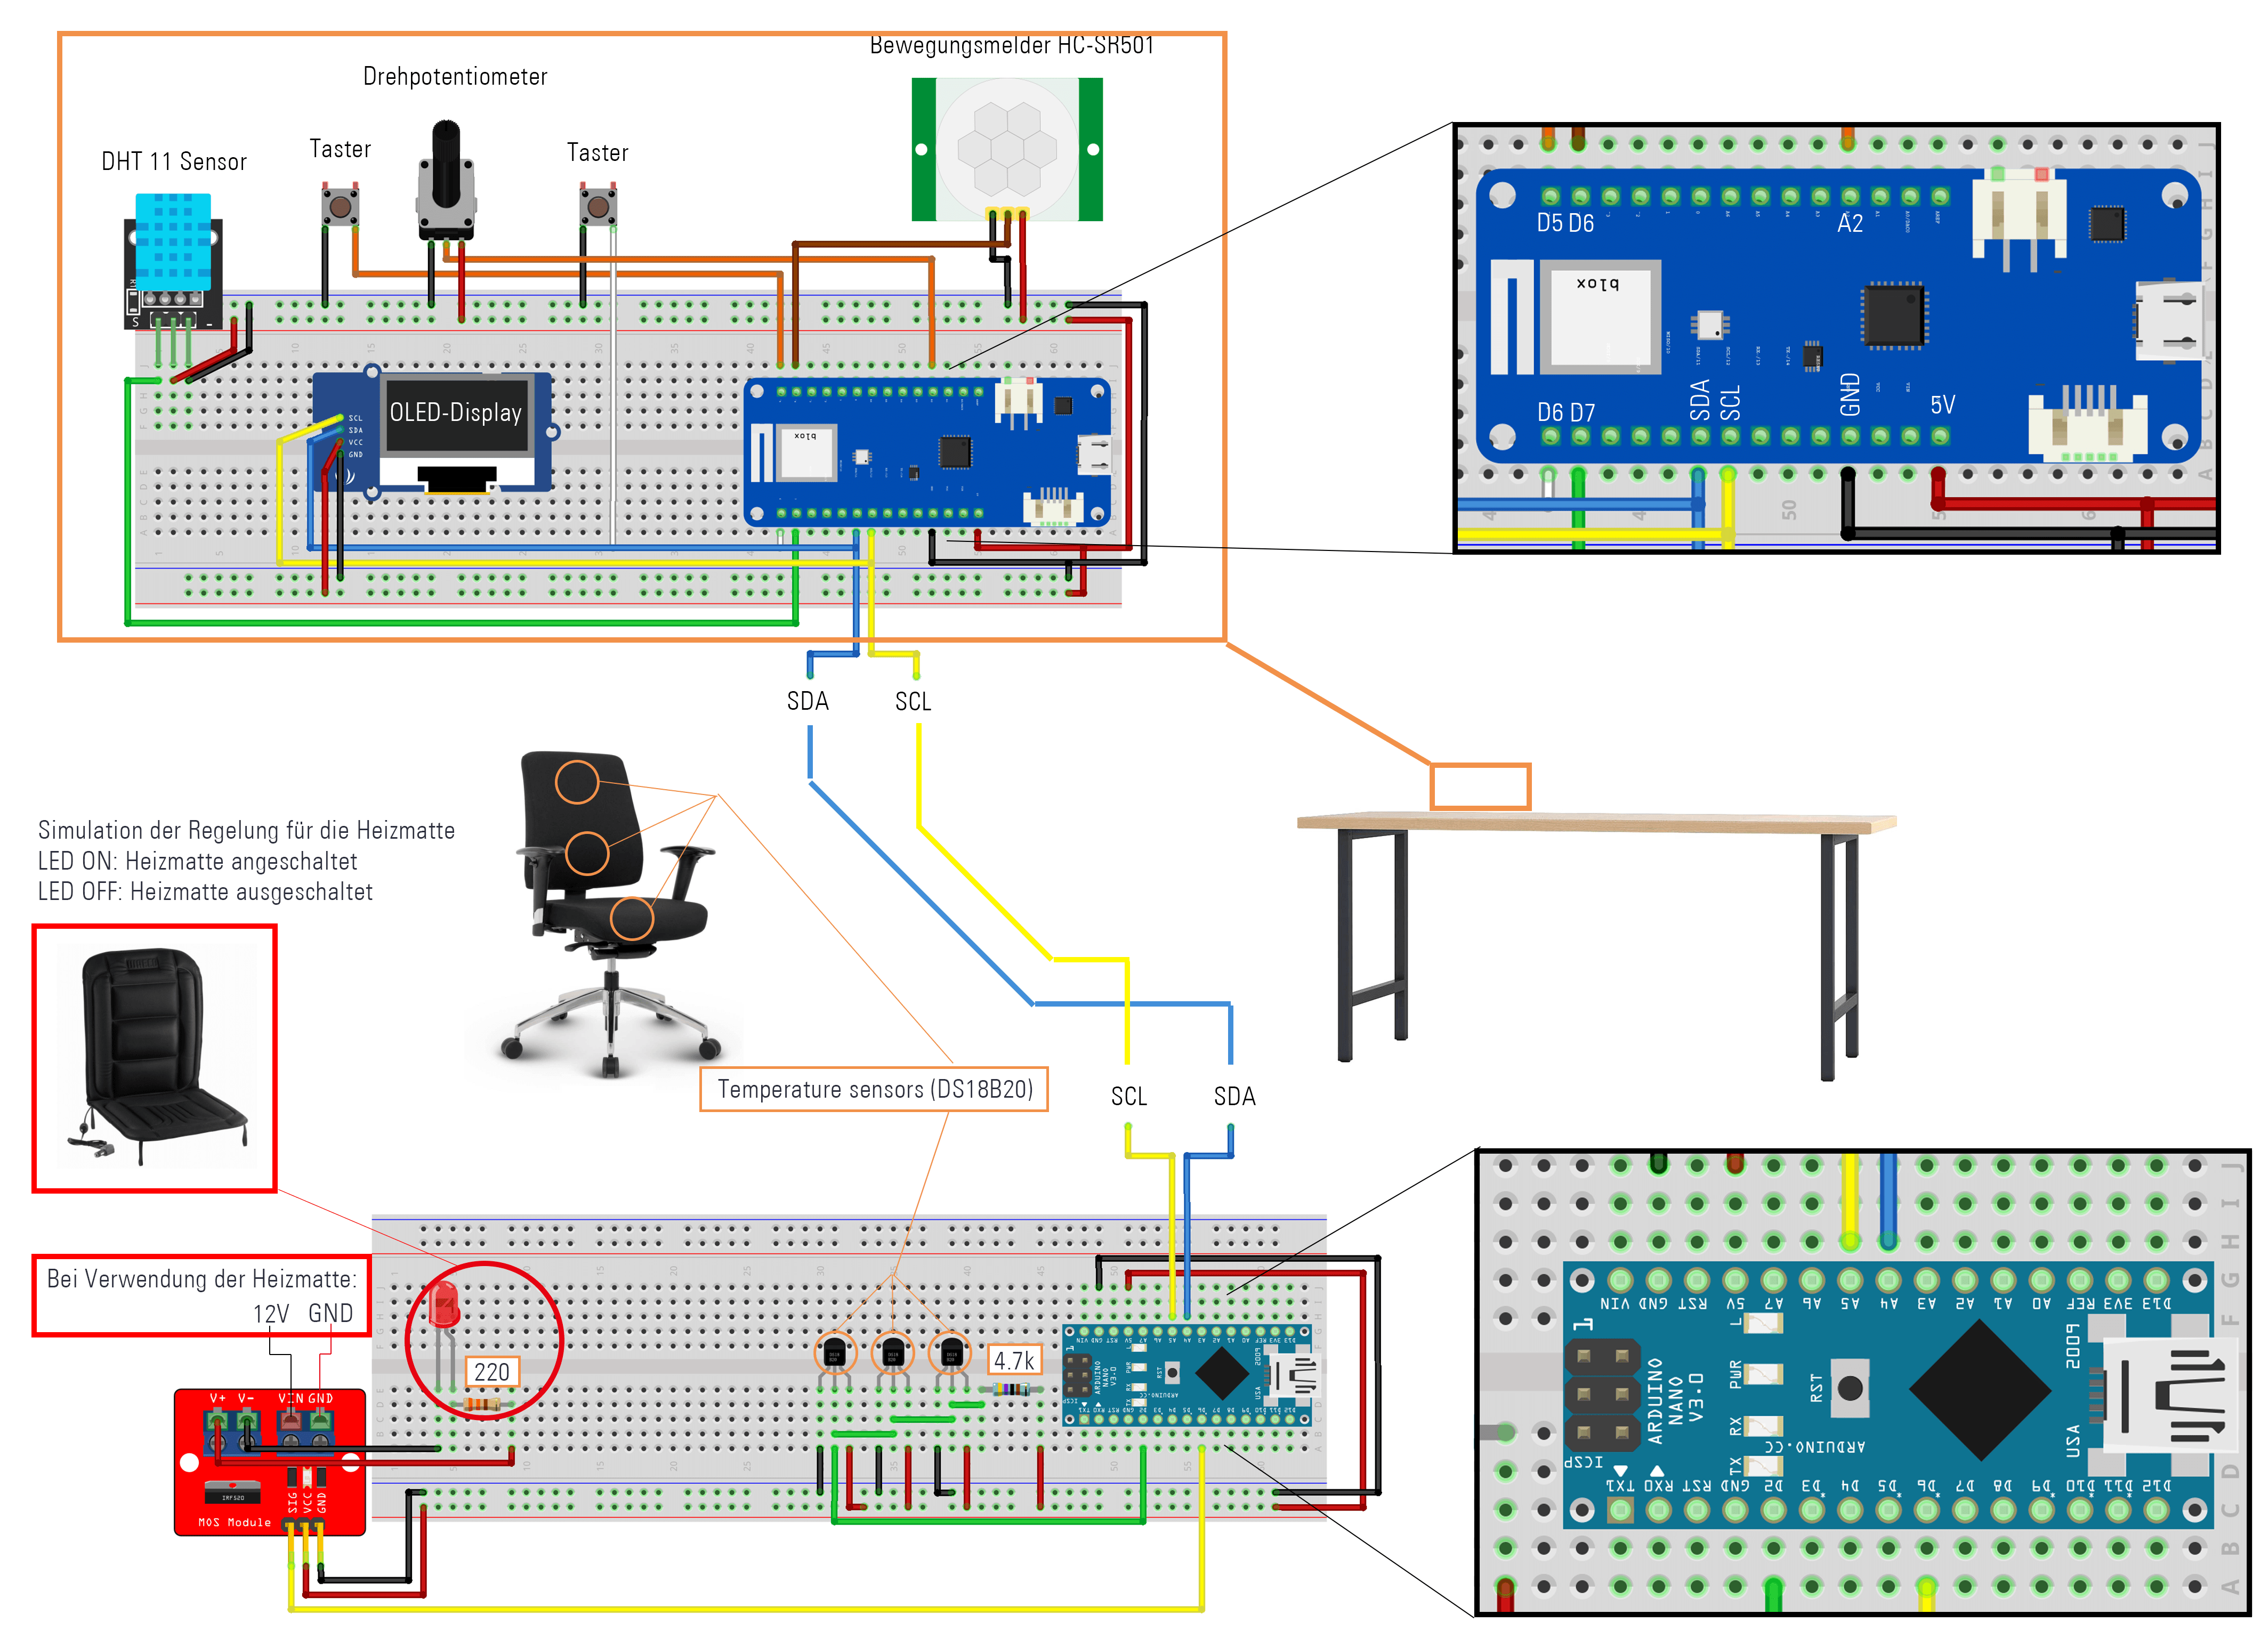 Bewegungsmelder HC-SR501
Drehpotentiometer
Taster
Taster
DHT 11 Sensor
S
-
OLED-Display
SCL
SDA
VCC
GND
blox
blox
D5 D6
A2
D6 D7
SDA
SCL
GND
5V
SDA
SCL
Simulation der Regelung für die Heizmatte
LED ON: Heizmatte angeschaltet
LED OFF: Heizmatte ausgeschaltet
Temperature sensors (DS18B20)
SCL
SDA
Bei Verwendung der Heizmatte:
12V GND
220
4.7k
V+ V- VIN GND
SIG
VCC
GND
IRF520
MOS Module
VIN GND RST 5V A7 A6 A5 A4 A3 A2 A1 A0 REF 3V3 D13
1
L
PWR
RX
TX
RST
ARDUINO
NANO
V3.0
ARDUINO.CC
2009
USA
ICSP
TX1 RX0 RST GND D2 D3 D4 D5 D6 D7 D8 D9 D10 D11 D12